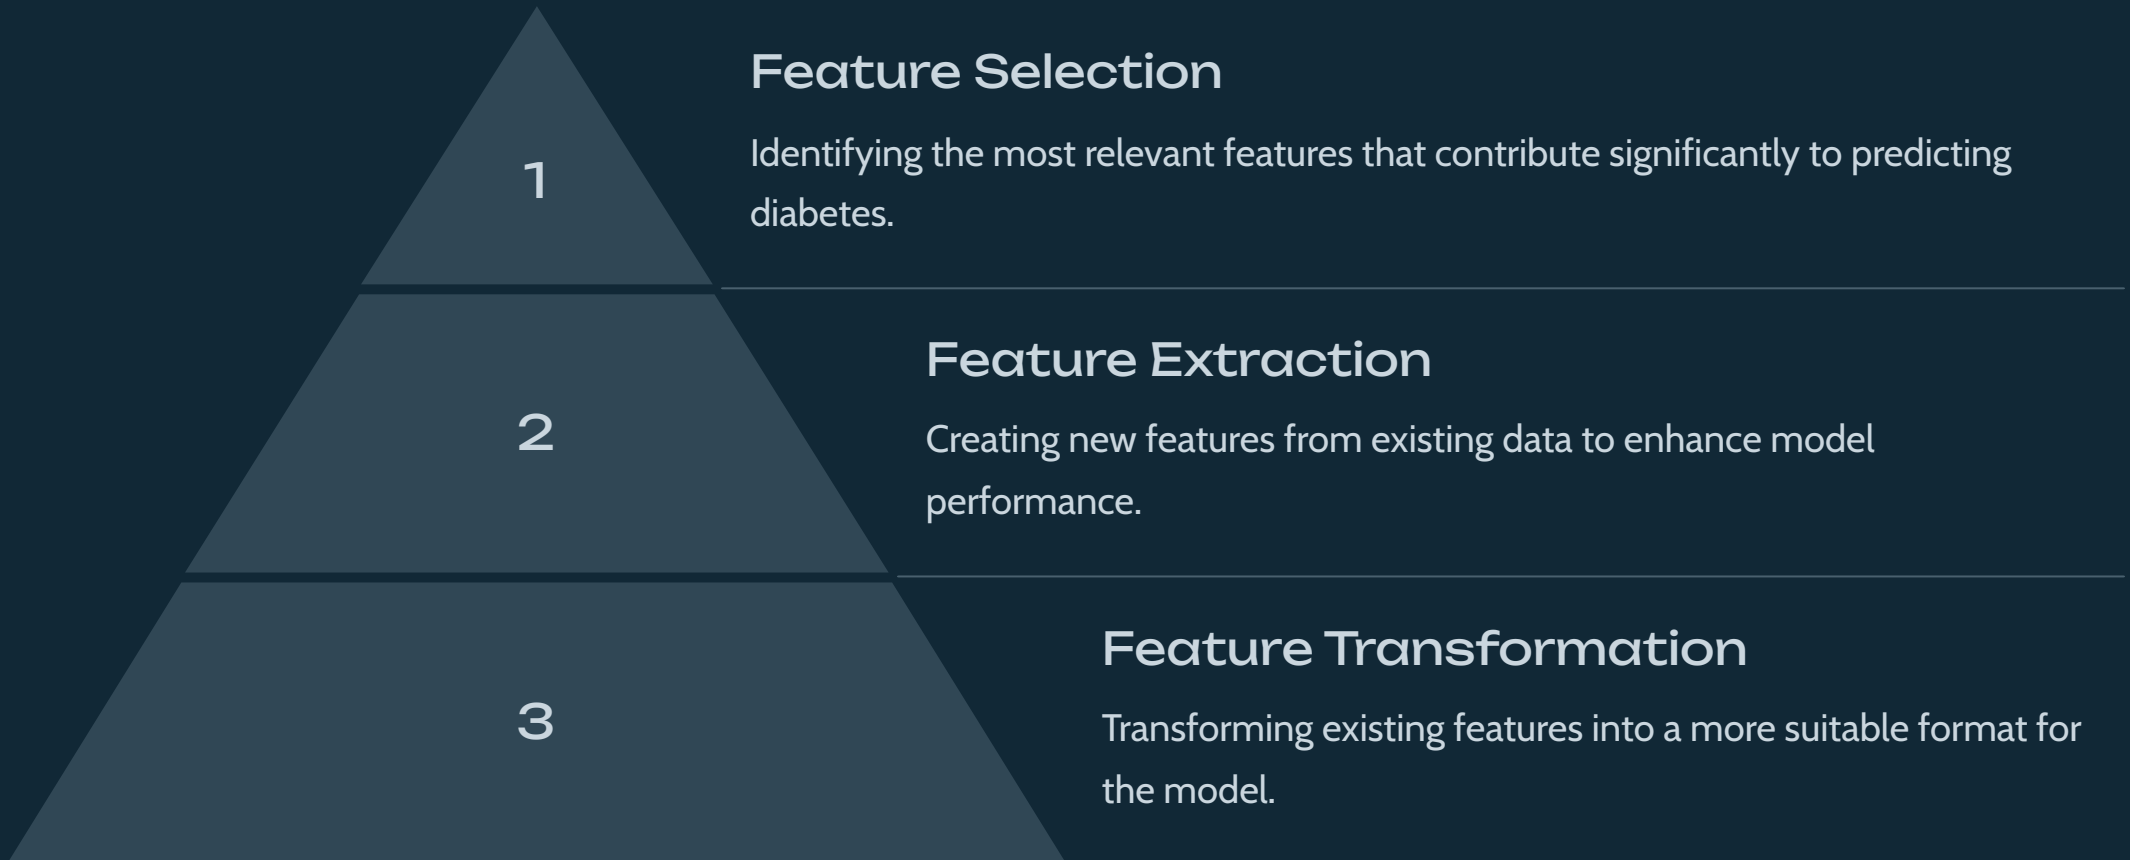 1
Feature Selection
Identifying the most relevant features that contribute significantly to predicting
diabetes.
2
Feature Extraction
Creating new features from existing data to enhance model
performance.
3
Feature Transformation
Transforming existing features into a more suitable format for
the model.